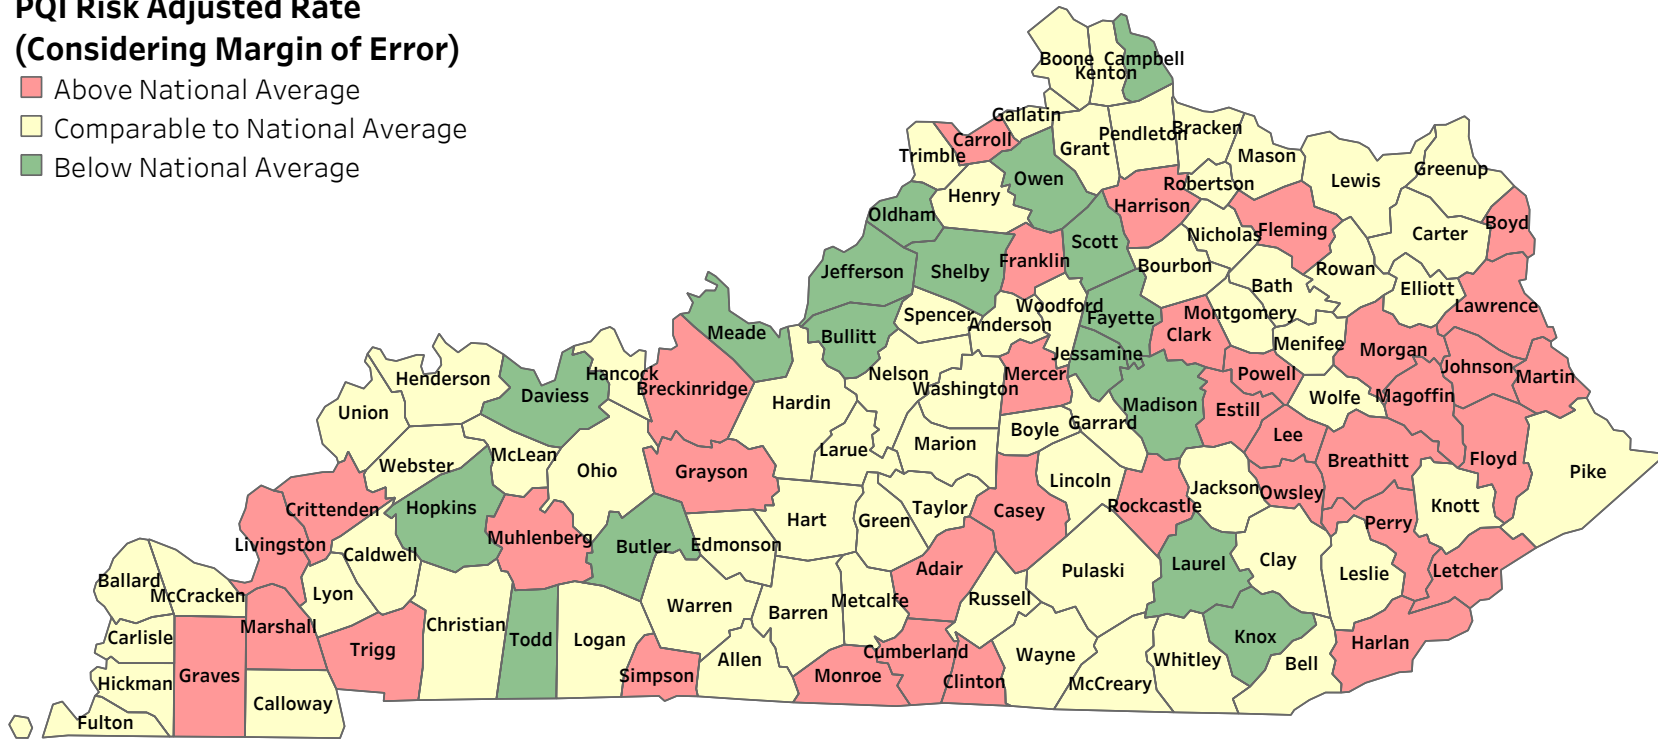 PQI Risk Adjusted Rate
(Considering Margin of Error)
Above National Average
Comparable to National Average
Below National Average
Boone
Campbell
Kenton
Gallatin
Carroll
Pendleton
Bracken
Grant
Trimble
Mason
Greenup
Owen
Lewis
Robertson
Henry
Harrison
Oldham
Boyd
Fleming
Nicholas
Carter
Scott
Franklin
Bourbon
Rowan
Jefferson
Shelby
Bath
Elliott
Woodford
Lawrence
Spencer
Montgomery
Fayette
Anderson
Meade
Bullitt
Clark
Menifee
Morgan
Jessamine
Johnson
Hancock
Nelson
Mercer
Powell
Martin
Henderson
Breckinridge
Washington
Daviess
Wolfe
Magoffin
Hardin
Madison
Union
Estill
Garrard
Boyle
Lee
Marion
Larue
McLean
Breathitt
Floyd
Webster
Ohio
Grayson
Pike
Lincoln
Jackson
Owsley
Rockcastle
Knott
Hopkins
Taylor
Crittenden
Casey
Hart
Green
Perry
Muhlenberg
Livingston
Butler
Edmonson
Caldwell
Clay
Laurel
Adair
Pulaski
Letcher
Leslie
Ballard
Lyon
McCracken
Russell
Metcalfe
Warren
Barren
Christian
Marshall
Carlisle
Knox
Todd
Logan
Harlan
Trigg
Cumberland
Wayne
Allen
Whitley
Bell
Graves
Simpson
Monroe
Clinton
Hickman
McCreary
Calloway
Fulton